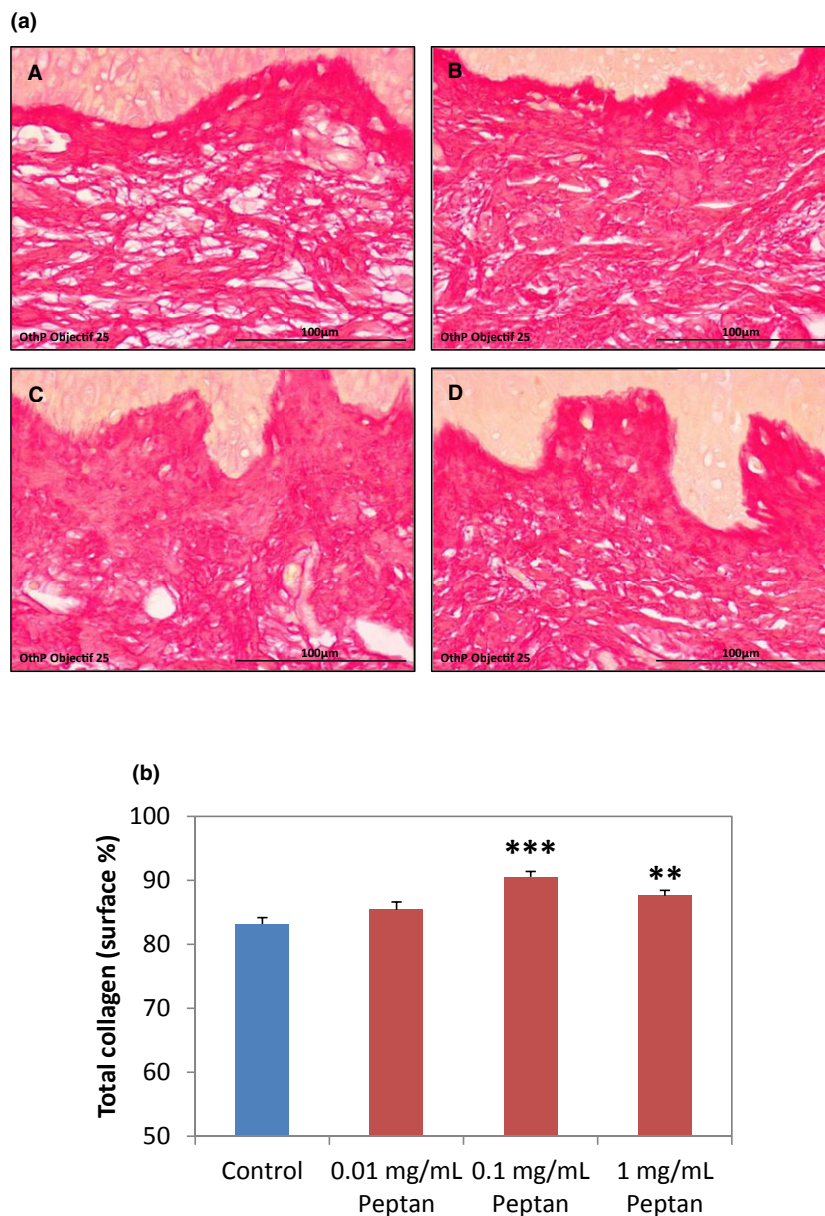 (a)
A
B
OthP Objectif 25
100µm
OthP Objectif 25
100µm
C
D
OthP Objectif 25
100µm
OthP Objectif 25
100µm
(b)
Total collagen (surface %)
100
90
80
70
60
50
***
**
Control
0.01 mg/mL
Peptan
0.1 mg/mL
Peptan
1 mg/mL
Peptan